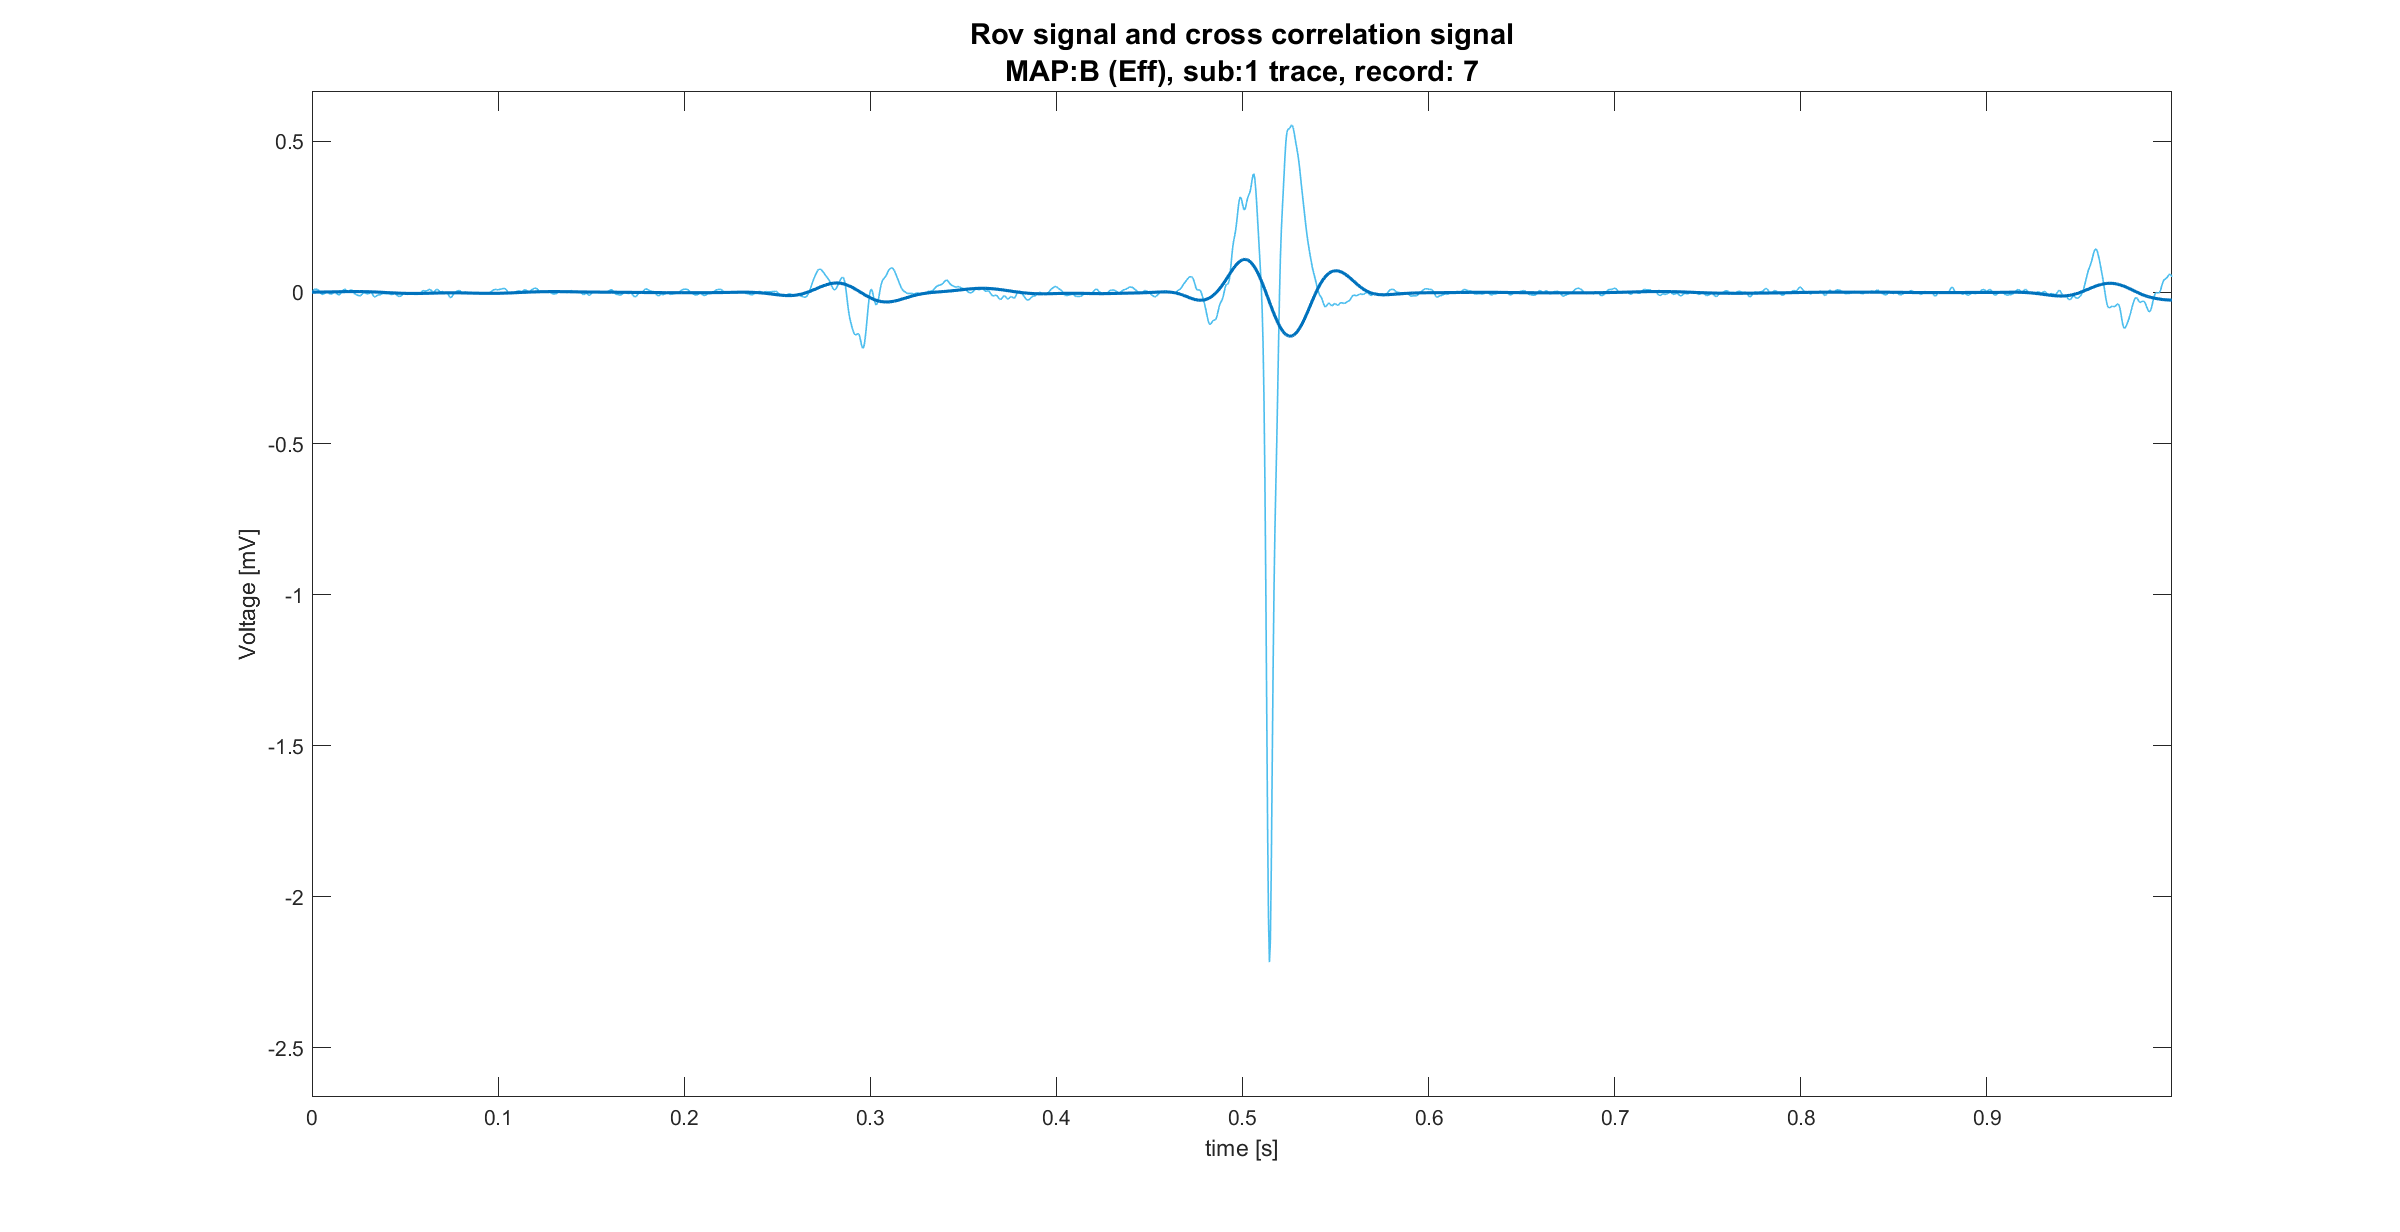 Rov signal and cross correlation signal
MAP:B (Eff), sub:1 trace, record: 7
0.5
0
-0.5
-1
-1.5
-2
-2.5
Voltage [mV]
0 0.1 0.2 0.3 0.4 0.5 0.6 0.7 0.8 0.9
time [s]